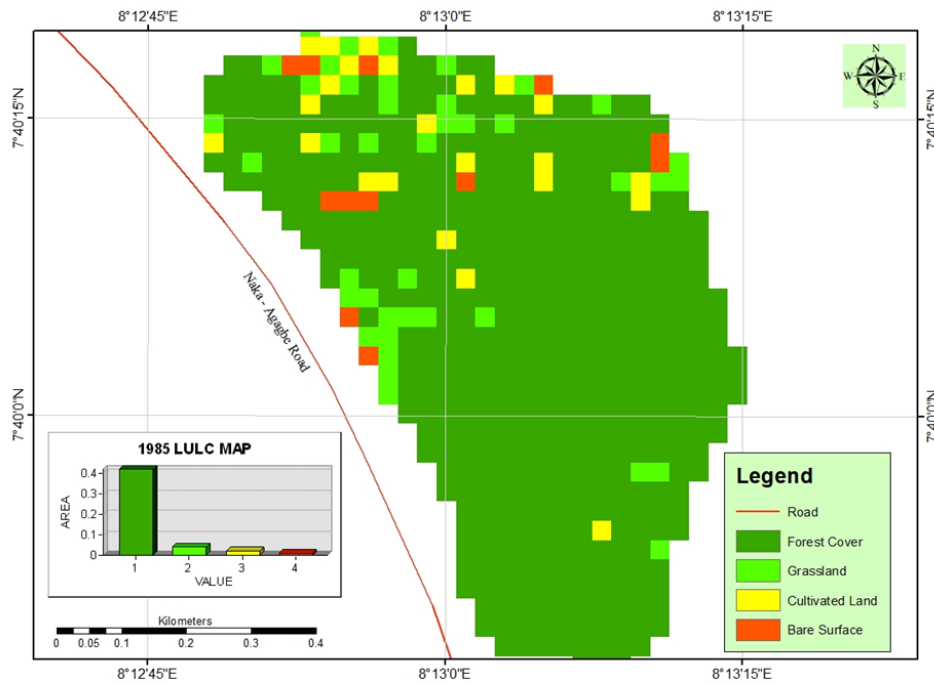 8°12'45"E 8°13'0"E 8°13'15"E
N
W E
S
7°40'15"N 7°40'15"N
Naka - Agagbe Road
7°40'0"N 7°40'0"N
1985 LULC MAP
AREA
0.4
0.3
0.2
0.1
0
1 2 3 4
VALUE
Kilometers
0 0.05 0.1 0.2 0.3 0.4
Legend
Road
Forest Cover
Grassland
Cultivated Land
Bare Surface
8°12'45"E 8°13'0"E 8°13'15"E